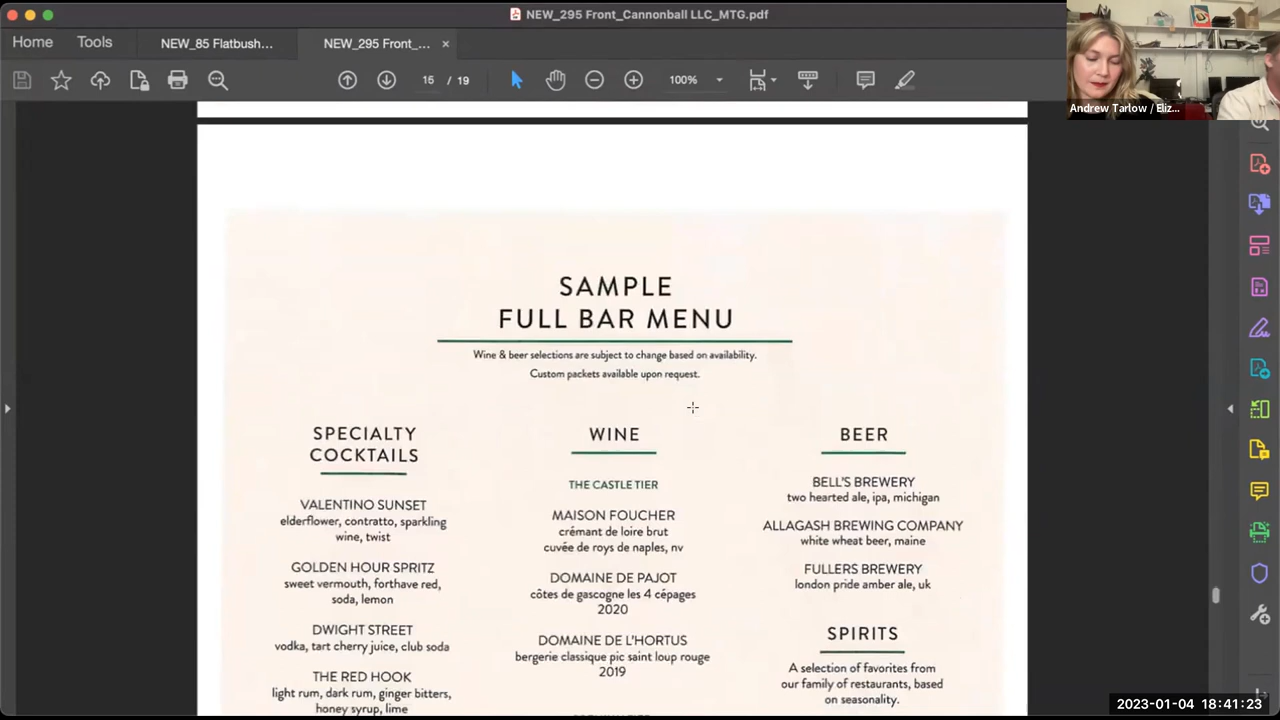 NEW_295 Front_Cannonball LLC_MTG.pdf
Home
Tools
NEW_85 Flatbush...
NEW_295 Front_...
16 / 19
100%
Andrew Tarlow / Eliz...
SAMPLE
FULL BAR MENU
Wine & beer selections are subject to change based on availability.
Custom packets available upon request.
SPECIALTY
COCKTAILS
VALENTINO SUNSET
elderflower, contratto, sparkling
wine, twist
GOLDEN HOUR SPRITZ
sweet vermouth, forthave red,
soda, lemon
DWIGHT STREET
vodka, tart cherry juice, club soda
THE RED HOOK
light rum, dark rum, ginger bitters,
honey syrup, lime
WINE
THE CASTLE TIER
MAISON FOUCHER
crémant de loire brut
cuvée de roys de naples, nv
DOMAINE DE PAJOT
côtes de gascogne les 4 cépages
2020
DOMAINE DE L'HORTUS
bergerie classique pic saint loup rouge
2019
BEER
BELL'S BREWERY
two hearted ale, ipa, michigan
ALLAGASH BREWING COMPANY
white wheat beer, maine
FULLERS BREWERY
london pride amber ale, uk
SPIRITS
A selection of favorites from
our family of restaurants, based
on seasonality.
2023-01-04 18:41:23